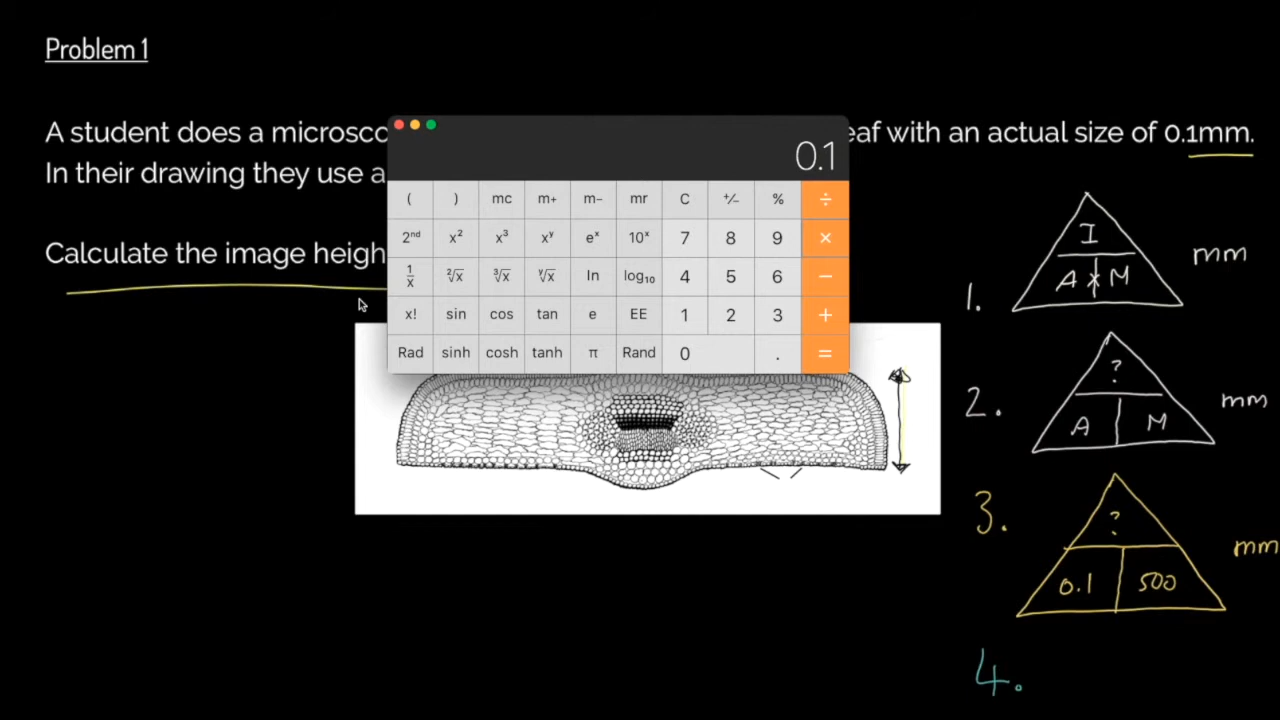 Problem 1
A student does a microsco
eaf with an actual size of 0.1mm.
In their drawing they use a
Calculate the image heigh
0.1
( ) mc m+ m- mr C +/- % ÷
2nd x² x³ xʸ eˣ 10ˣ 7 8 9 ×
1/x ²√x ³√x ʸ√x ln log₁₀ 4 5 6 −
x! sin cos tan e EE 1 2 3 +
Rad sinh cosh tanh π Rand 0 . =
I
A × M
mm
1.
?
A M
mm
2.
?
0.1 500
mm
3.
4.